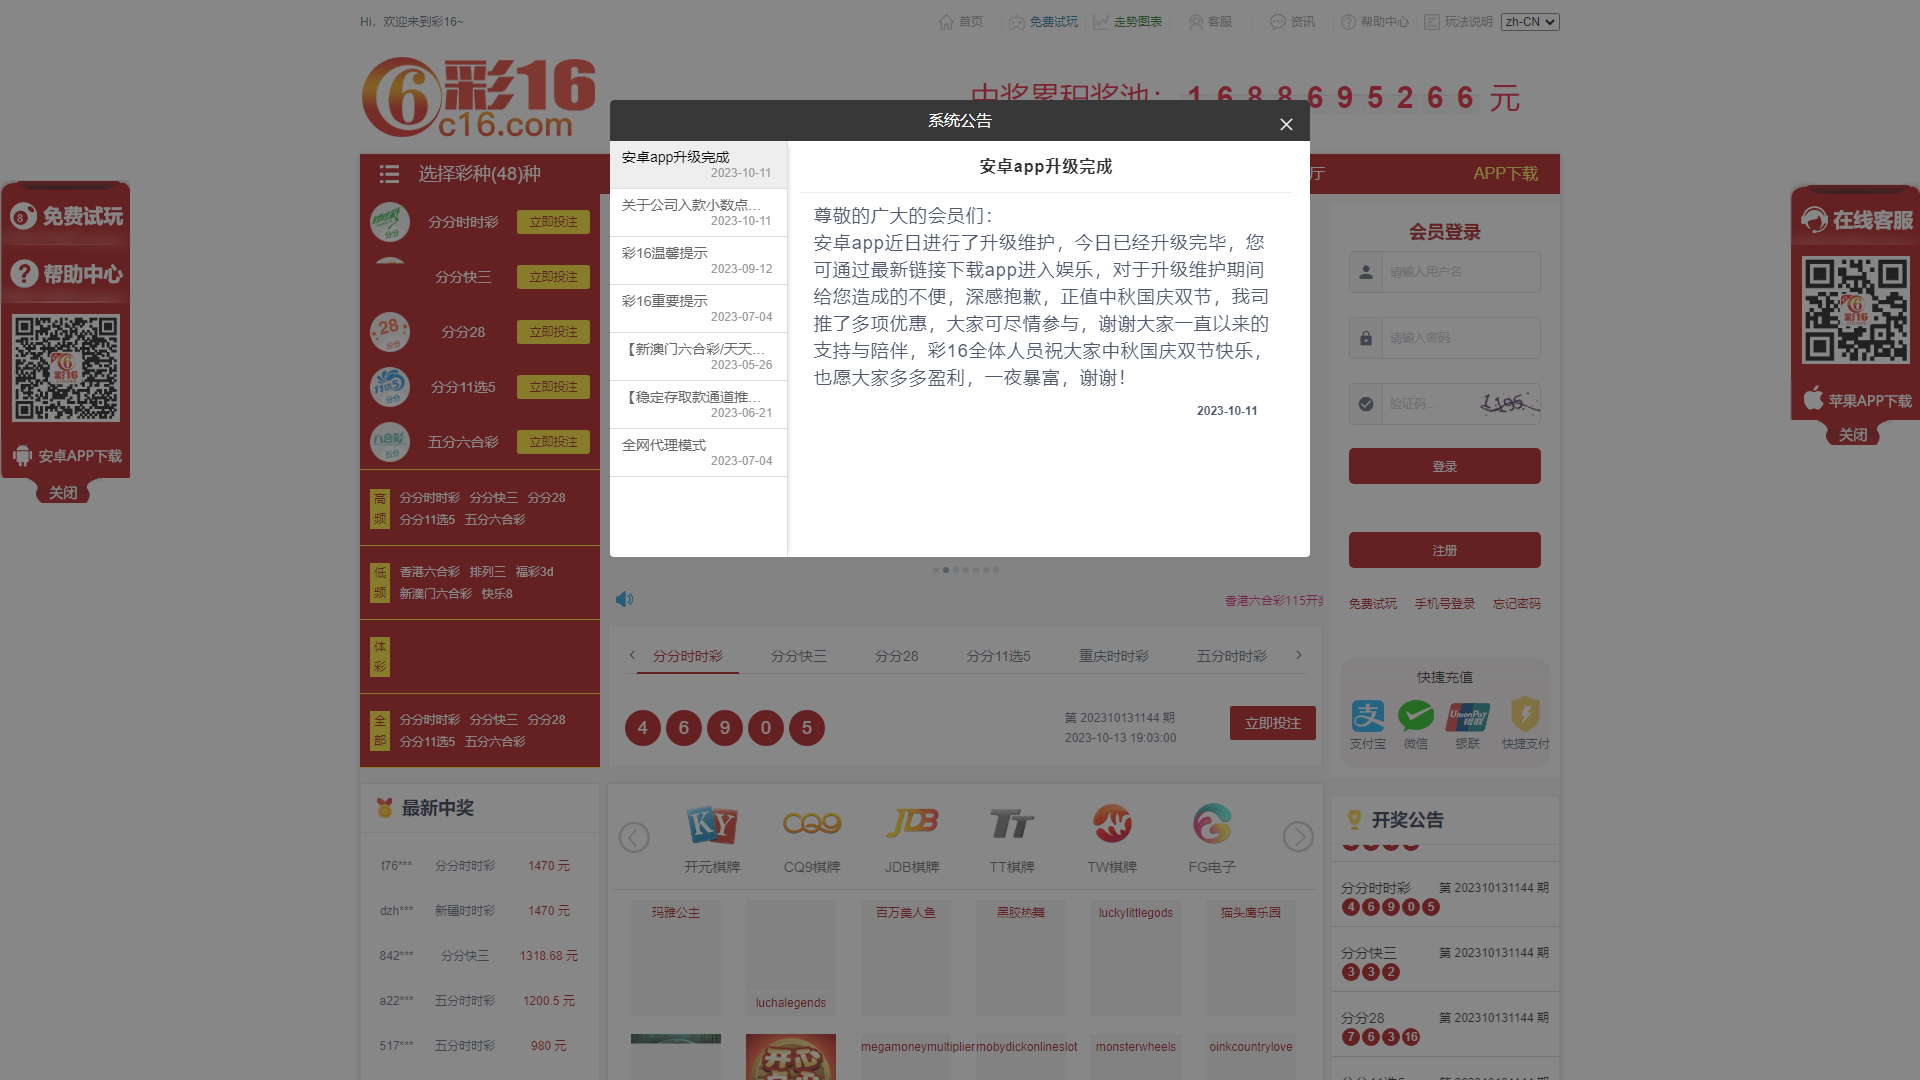 Hi，欢迎来到彩16~
首页
免费试玩
走势图表
客服
资讯
帮助中心
玩法说明
zh-CN
彩16
c16.com
中奖累积奖池： 1 6 8 8 6 9 5 2 6 6 元
系统公告
安卓app升级完成
2023-10-11
关于公司入款小数点...
2023-10-11
彩16温馨提示
2023-09-12
彩16重要提示
2023-07-04
【新澳门六合彩/天天...
2023-05-26
【稳定存取款通道推...
2023-06-21
全网代理模式
2023-07-04
安卓app升级完成
尊敬的广大的会员们：
安卓app近日进行了升级维护，今日已经升级完毕，您
可通过最新链接下载app进入娱乐，对于升级维护期间
给您造成的不便，深感抱歉，正值中秋国庆双节，我司
推了多项优惠，大家可尽情参与，谢谢大家一直以来的
支持与陪伴，彩16全体人员祝大家中秋国庆双节快乐，
也愿大家多多盈利，一夜暴富，谢谢！
2023-10-11
选择彩种(48)种
厅
APP下载
免费试玩
帮助中心
彩16
安卓APP下载
关闭
分分时时彩 立即投注
分分快三 立即投注
分分28 立即投注
分分11选5 立即投注
五分六合彩 立即投注
高频
分分时时彩 分分快三 分分28
分分11选5 五分六合彩
低频
香港六合彩 排列三 福彩3d
新澳门六合彩 快乐8
体彩
全部
分分时时彩 分分快三 分分28
分分11选5 五分六合彩
会员登录
请输入用户名
请输入密码
验证码...
1195
登录
注册
免费试玩 手机号登录 忘记密码
在线客服
彩16
苹果APP下载
关闭
香港六合彩115开奖
分分时时彩 分分快三 分分28 分分11选5 重庆时时彩 五分时时彩
4 6 9 0 5
第 202310131144 期
2023-10-13 19:03:00
立即投注
快捷充值
支付宝 微信 银联 快捷支付
UnionPay
银联
最新中奖
t76*** 分分时时彩 1470 元
dzh*** 新疆时时彩 1470 元
842*** 分分快三 1318.68 元
a22*** 五分时时彩 1200.5 元
517*** 五分时时彩 980 元
KY CQ9 JDB TT
开元棋牌 CQ9棋牌 JDB棋牌 TT棋牌 TW棋牌 FG电子
玛雅公主
luchalegends
百万美人鱼
黑胶热舞
luckylittlegods
猫头鹰乐园
megamoneymultiplier
mobydickonlineslot
monsterwheels
oinkcountrylove
开奖公告
分分时时彩 第 202310131144 期
4 6 9 0 5
分分快三 第 202310131144 期
3 3 2
分分28 第 202310131144 期
7 6 3 16